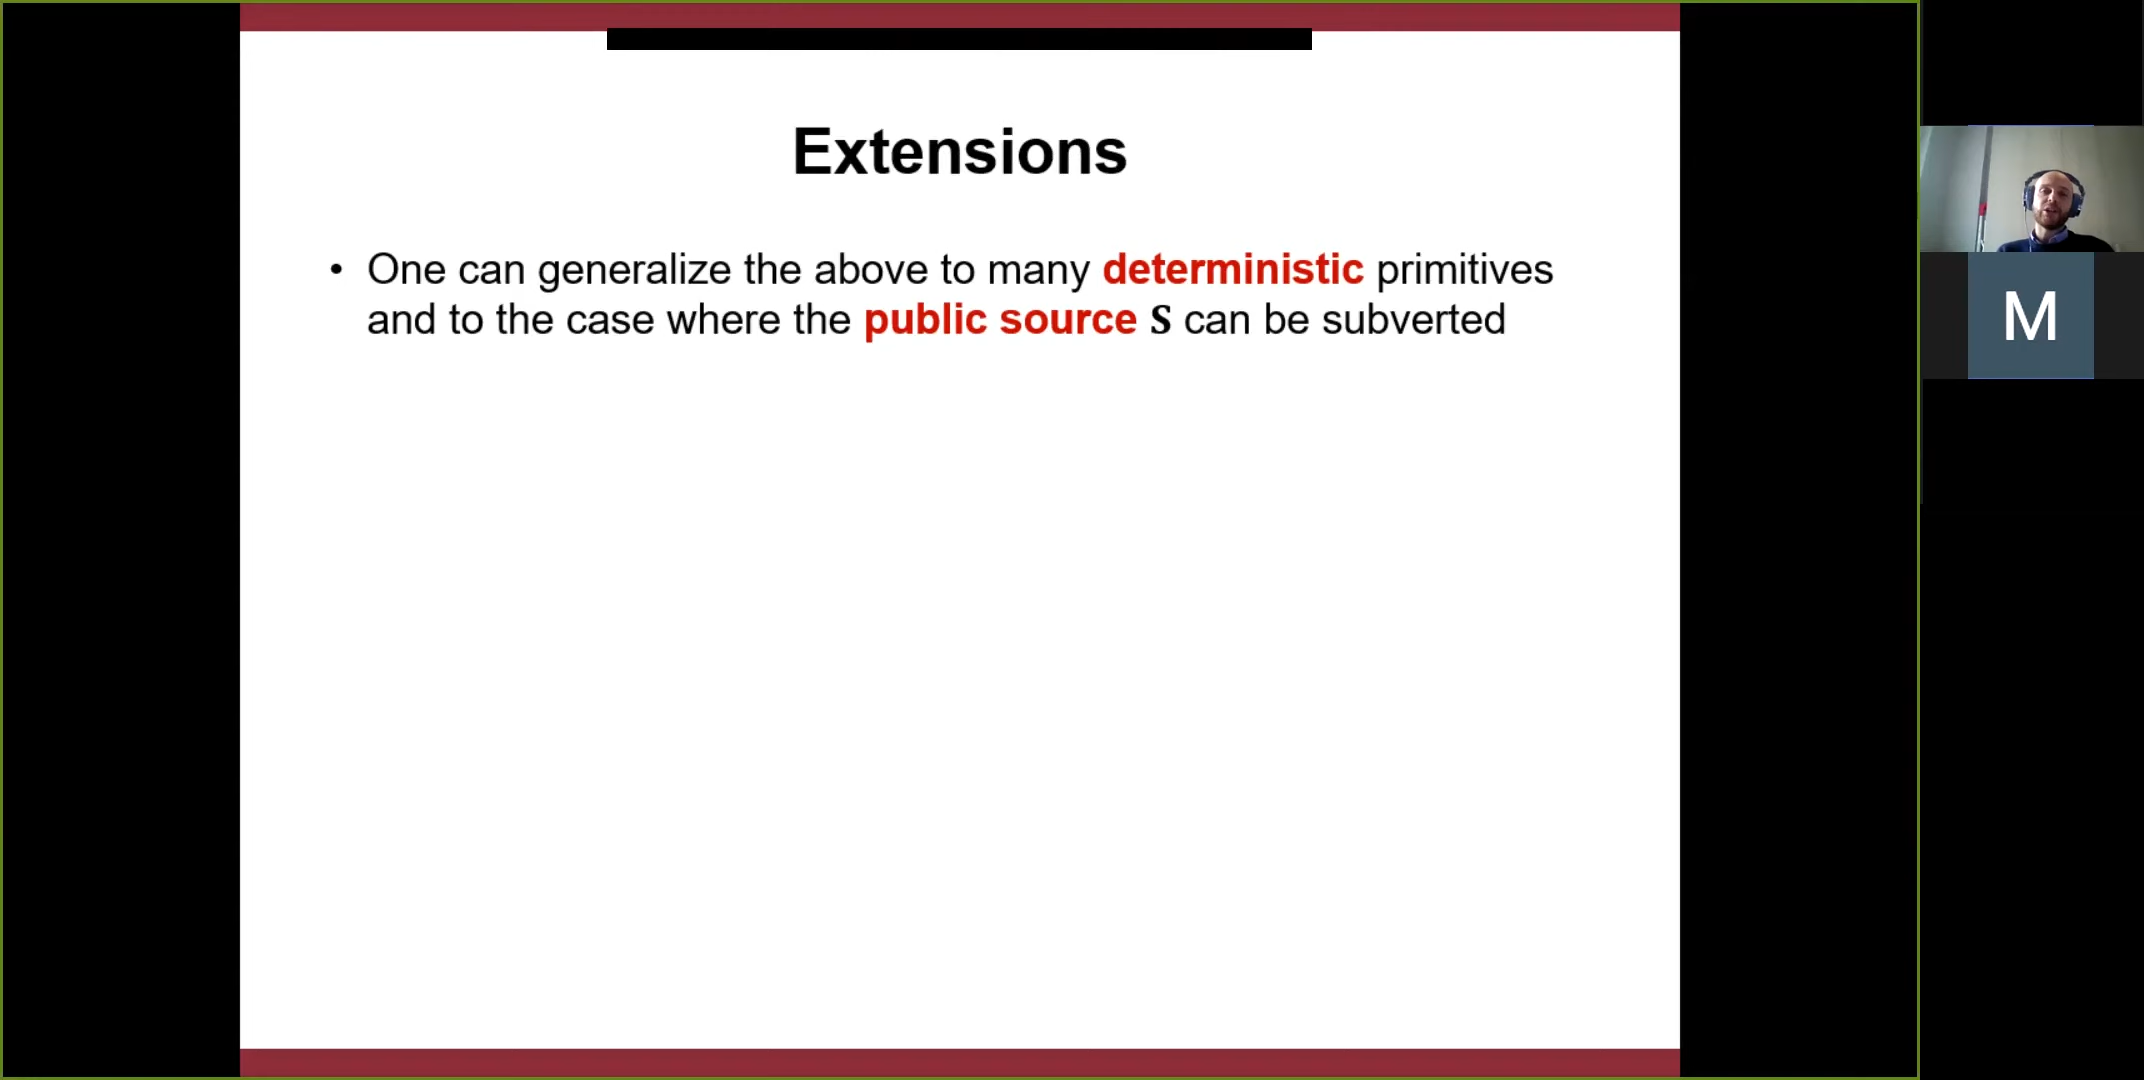 Extensions
• One can generalize the above to many deterministic primitives
and to the case where the public source S can be subverted
M